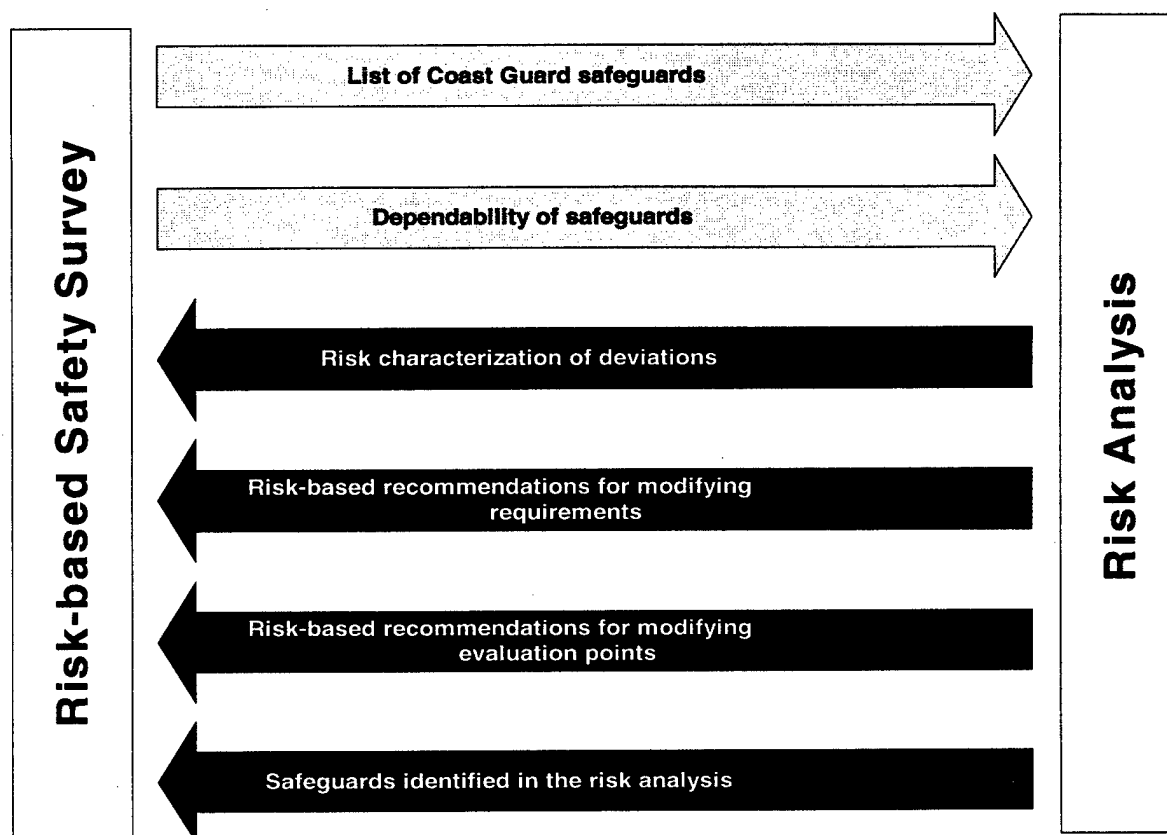 Risk-based Safety Survey
List of Coast Guard safeguards
Dependability of safeguards
Risk characterization of deviations
Risk-based recommendations for modifying
requirements
Risk-based recommendations for modifying
evaluation points
Safeguards identified in the risk analysis
Risk Analysis